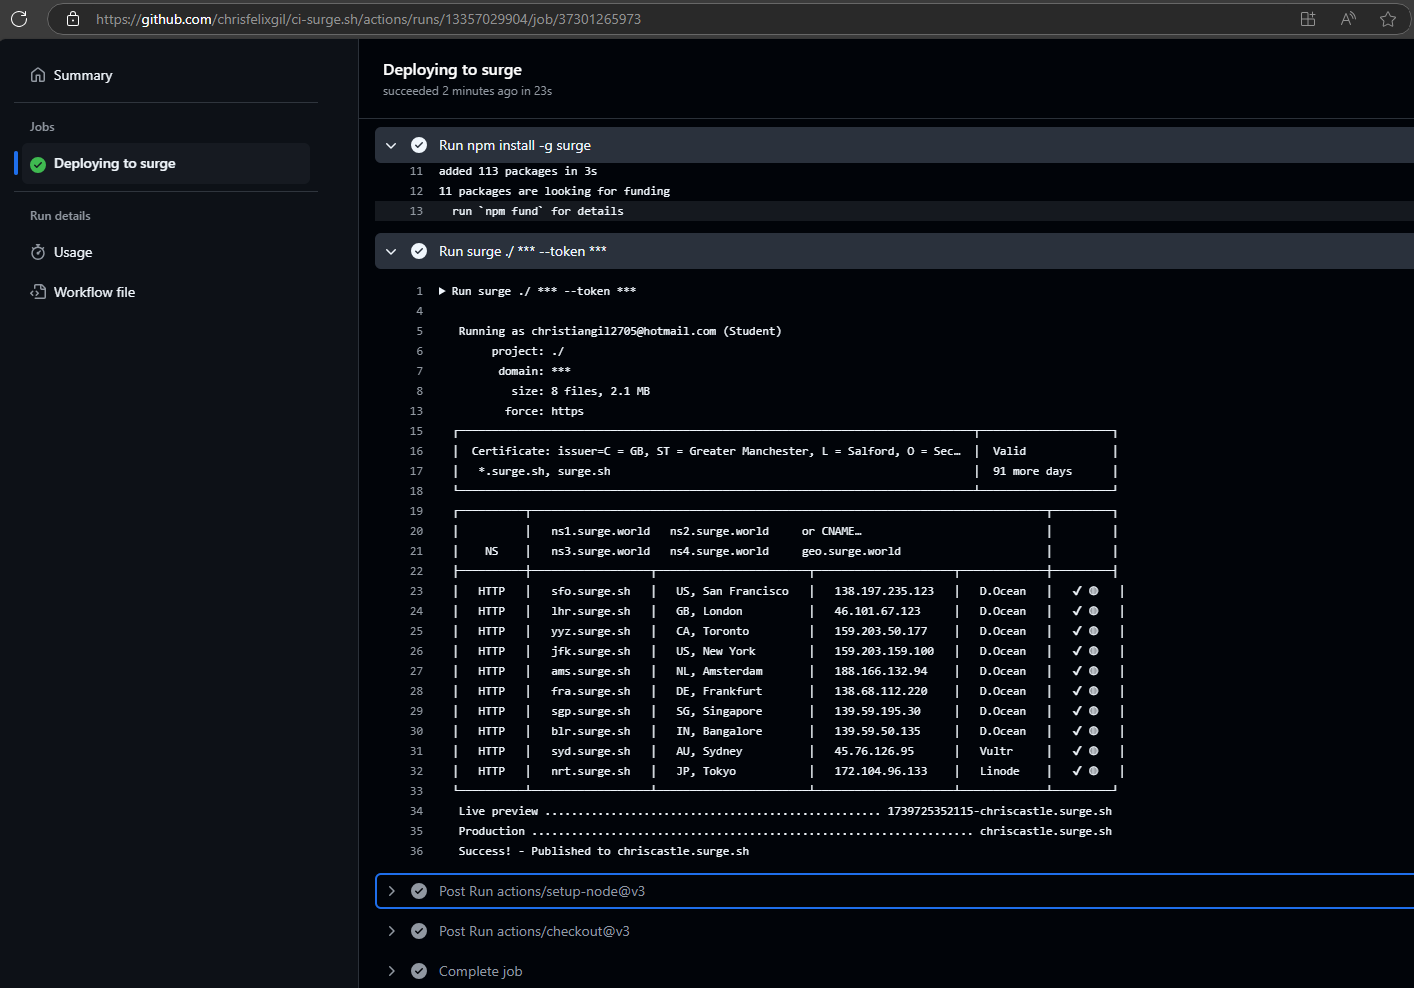 https://github.com/chrisfelixgil/ci-surge.sh/actions/runs/13357029904/job/37301265973
Summary
Jobs
Deploying to surge
Run details
Usage
Workflow file
Deploying to surge
succeeded 2 minutes ago in 23s
Run npm install -g surge
11 added 113 packages in 3s
12 11 packages are looking for funding
13 run `npm fund` for details
Run surge ./ *** --token ***
1 Run surge ./ *** --token ***
4
5 Running as christiangil2705@hotmail.com (Student)
6 project: ./
7 domain: ***
8 size: 8 files, 2.1 MB
13 force: https
15
16 Certificate: issuer=C = GB, ST = Greater Manchester, L = Salford, O = Sec… Valid
17 *.surge.sh, surge.sh 91 more days
18
19
20 ns1.surge.world ns2.surge.world or CNAME…
21 NS ns3.surge.world ns4.surge.world geo.surge.world
22
23 HTTP sfo.surge.sh US, San Francisco 138.197.235.123 D.Ocean ✔
24 HTTP lhr.surge.sh GB, London 46.101.67.123 D.Ocean ✔
25 HTTP yyz.surge.sh CA, Toronto 159.203.50.177 D.Ocean ✔
26 HTTP jfk.surge.sh US, New York 159.203.159.100 D.Ocean ✔
27 HTTP ams.surge.sh NL, Amsterdam 188.166.132.94 D.Ocean ✔
28 HTTP fra.surge.sh DE, Frankfurt 138.68.112.220 D.Ocean ✔
29 HTTP sgp.surge.sh SG, Singapore 139.59.195.30 D.Ocean ✔
30 HTTP blr.surge.sh IN, Bangalore 139.59.50.135 D.Ocean ✔
31 HTTP syd.surge.sh AU, Sydney 45.76.126.95 Vultr ✔
32 HTTP nrt.surge.sh JP, Tokyo 172.104.96.133 Linode ✔
33
34 Live preview ................................................... 1739725352115-chriscastle.surge.sh
35 Production ................................................................... chriscastle.surge.sh
36 Success! - Published to chriscastle.surge.sh
Post Run actions/setup-node@v3
Post Run actions/checkout@v3
Complete job